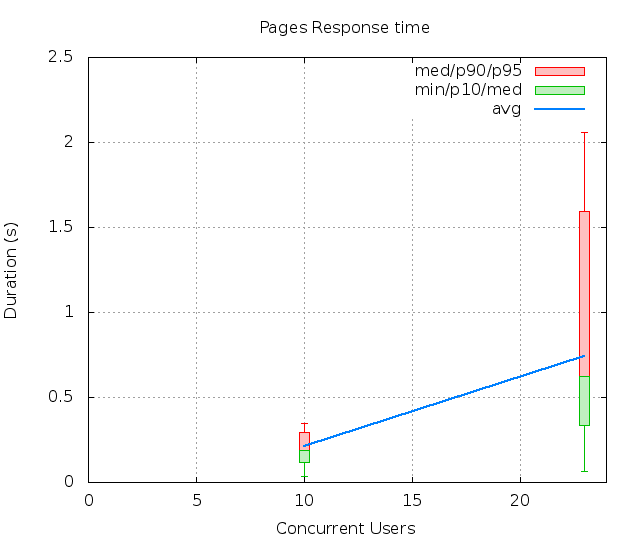 Pages Response time
2.5
2
1.5
1
0.5
0
Duration (s)
med/p90/p95
min/p10/med
avg
0 5 10 15 20
Concurrent Users